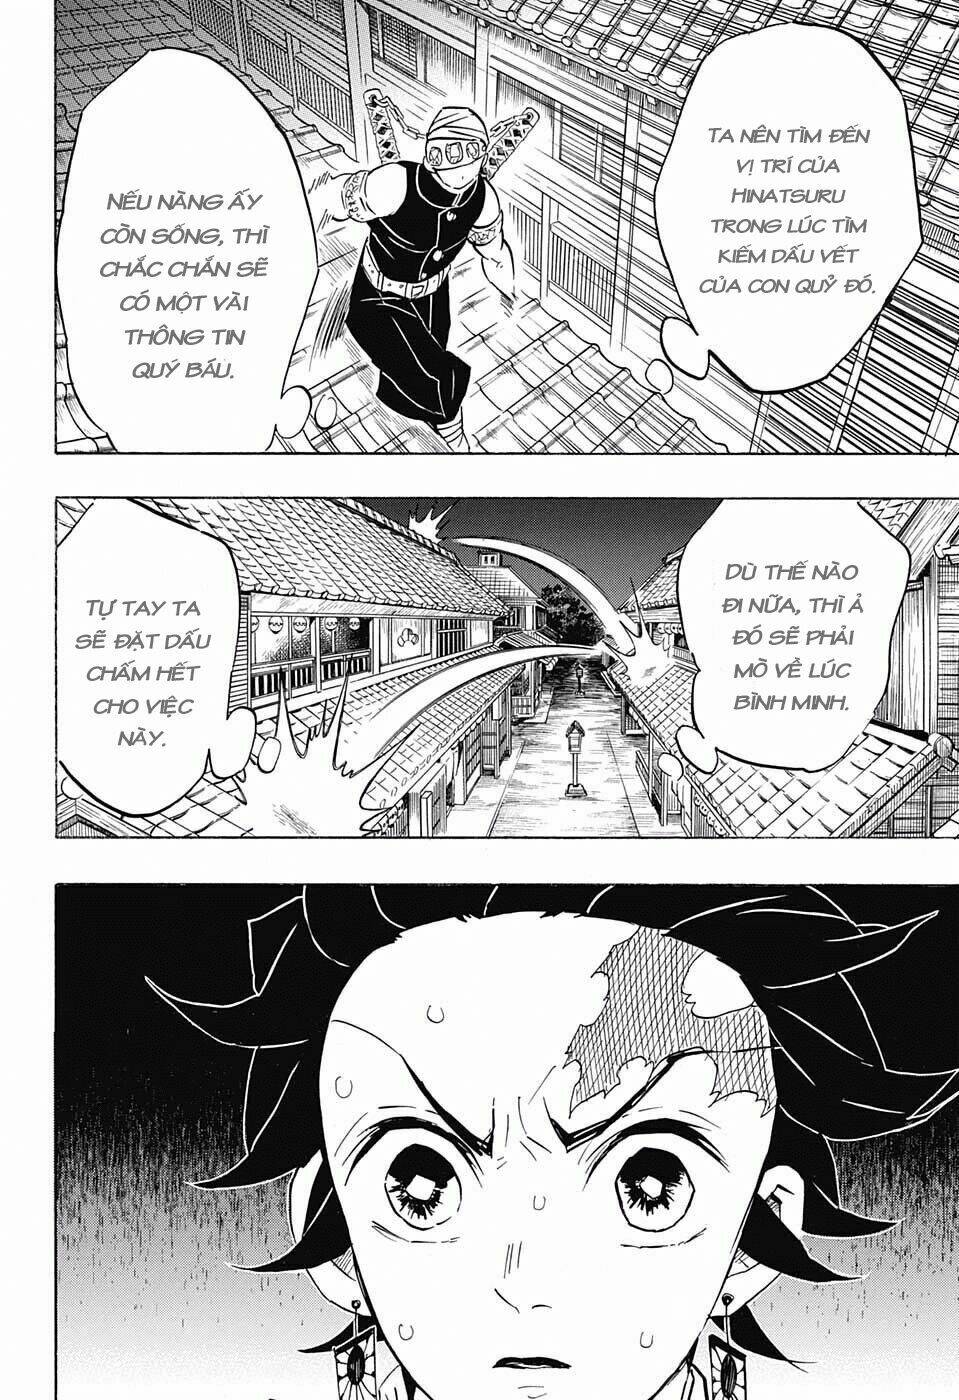 TA NÊN TÌM ĐẾN
VỊ TRÍ CỦA
HINATSURU
TRONG LÚC TÌM
KIẾM DẤU VẾT
CỦA CON QUỶ ĐÓ.
NẾU NÀNG ẤY
CÒN SỐNG, THÌ
CHẮC CHẮN SẼ
CÓ MỘT VÀI
THÔNG TIN
QUÝ BÁU.
DÙ THẾ NÀO
ĐI NỮA, THÌ Ả
ĐÓ SẼ PHẢI
MÕ VỀ LÚC
BÌNH MINH.
TỰ TAY TA
SẼ ĐẶT DẤU
CHẤM HẾT
CHO VIỆC
NÀY.